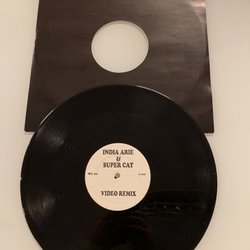 INDIA ARIE
&
SUPER CAT
VIDEO REMIX